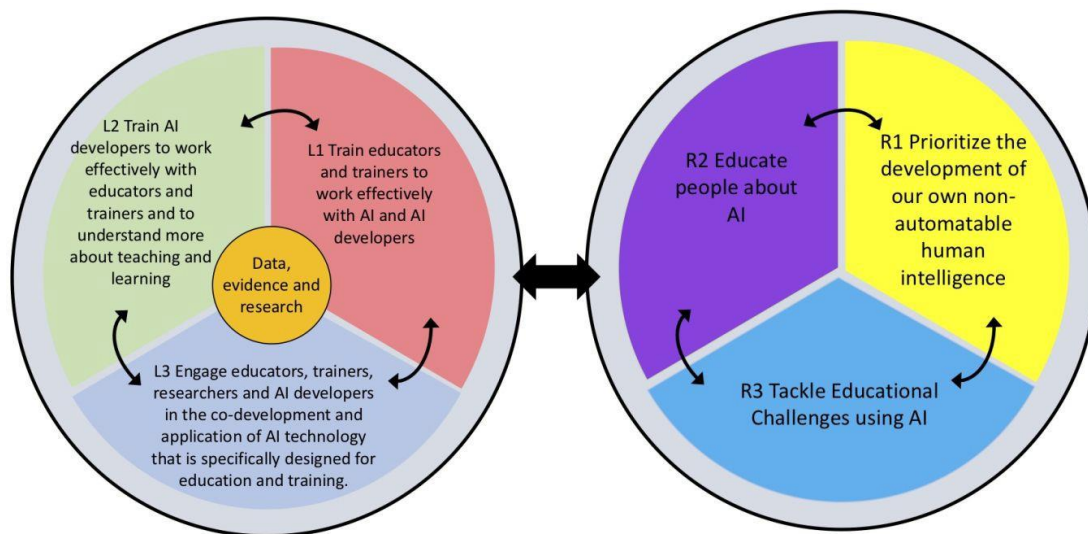 L2 Train AI
developers to work
effectively with
educators and
trainers and to
understand more
about teaching and
learning
L1 Train educators
and trainers to
work effectively
with AI and AI
developers
Data,
evidence and
research
L3 Engage educators, trainers,
researchers and AI developers
in the co-development and
application of AI technology
that is specifically designed for
education and training.
R2 Educate
people about
AI
R1 Prioritize the
development of
our own non-
automatable
human
intelligence
R3 Tackle Educational
Challenges using AI